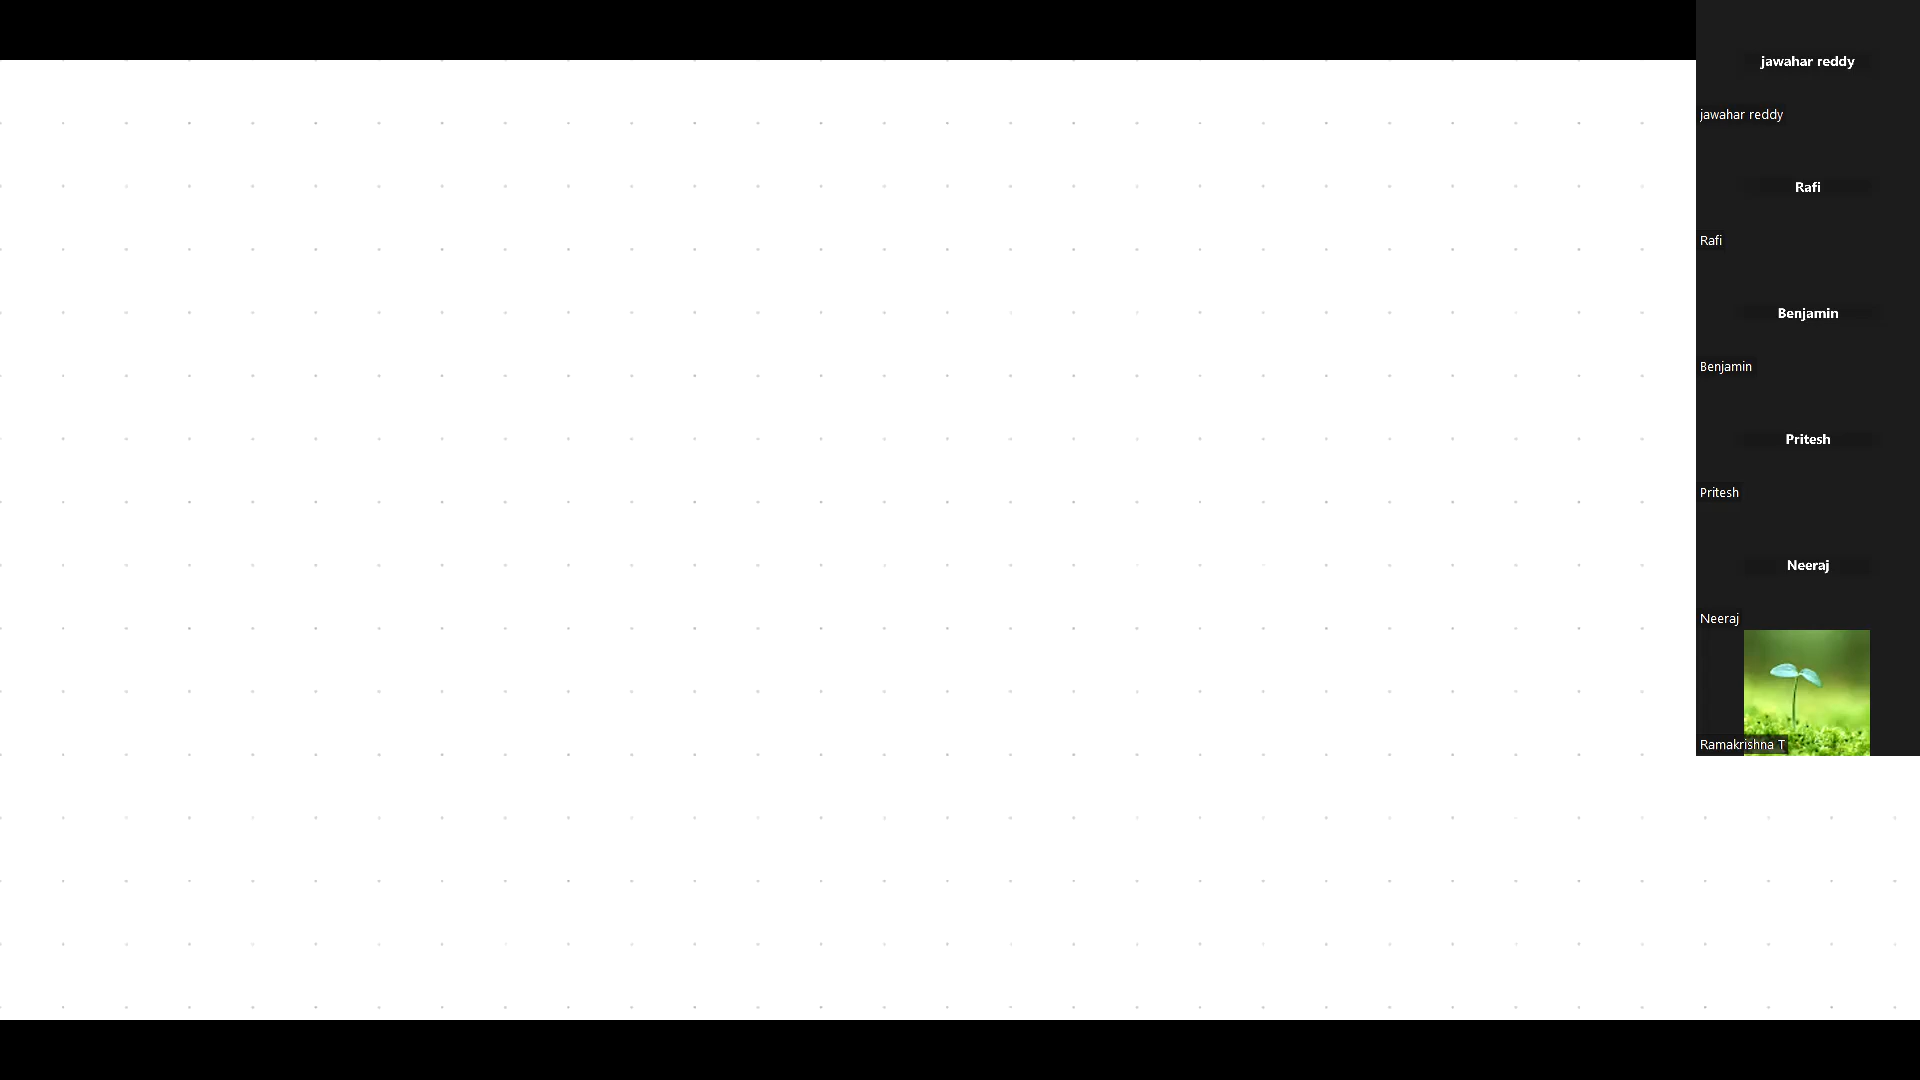 jawahar reddy
jawahar reddy
Rafi
Rafi
Benjamin
Benjamin
Pritesh
Pritesh
Neeraj
Neeraj
Ramakrishna T